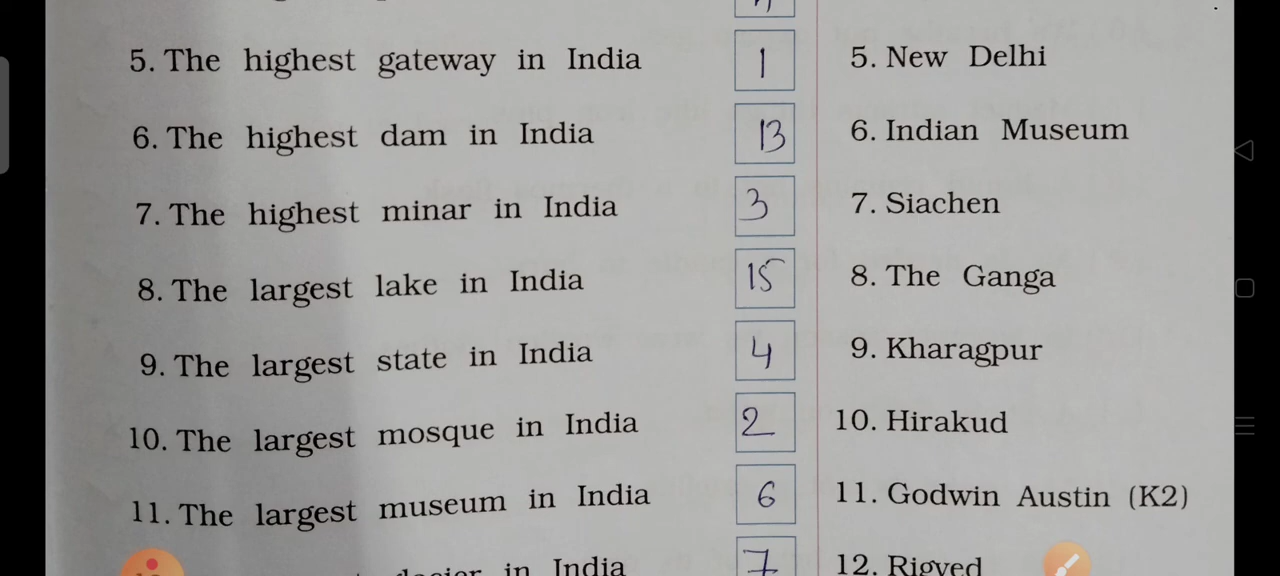 5. The highest gateway in India 1 5. New Delhi
6. The highest dam in India 13 6. Indian Museum
7. The highest minar in India 3 7. Siachen
8. The largest lake in India 15 8. The Ganga
9. The largest state in India 4 9. Kharagpur
10. The largest mosque in India 2 10. Hirakud
11. The largest museum in India 6 11. Godwin Austin (K2)
in India 7 12. Rigved